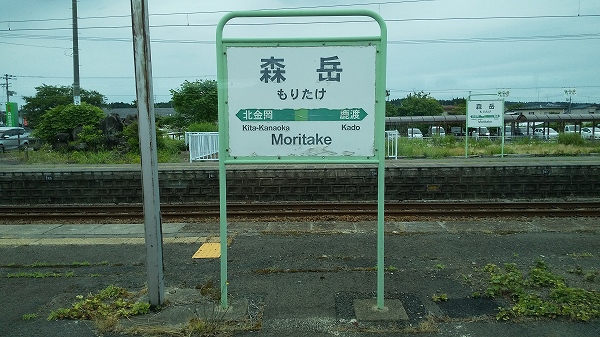 森岳
もりたけ
北金岡 鹿渡
Kita-Kanaoka Kado
Moritake
森岳